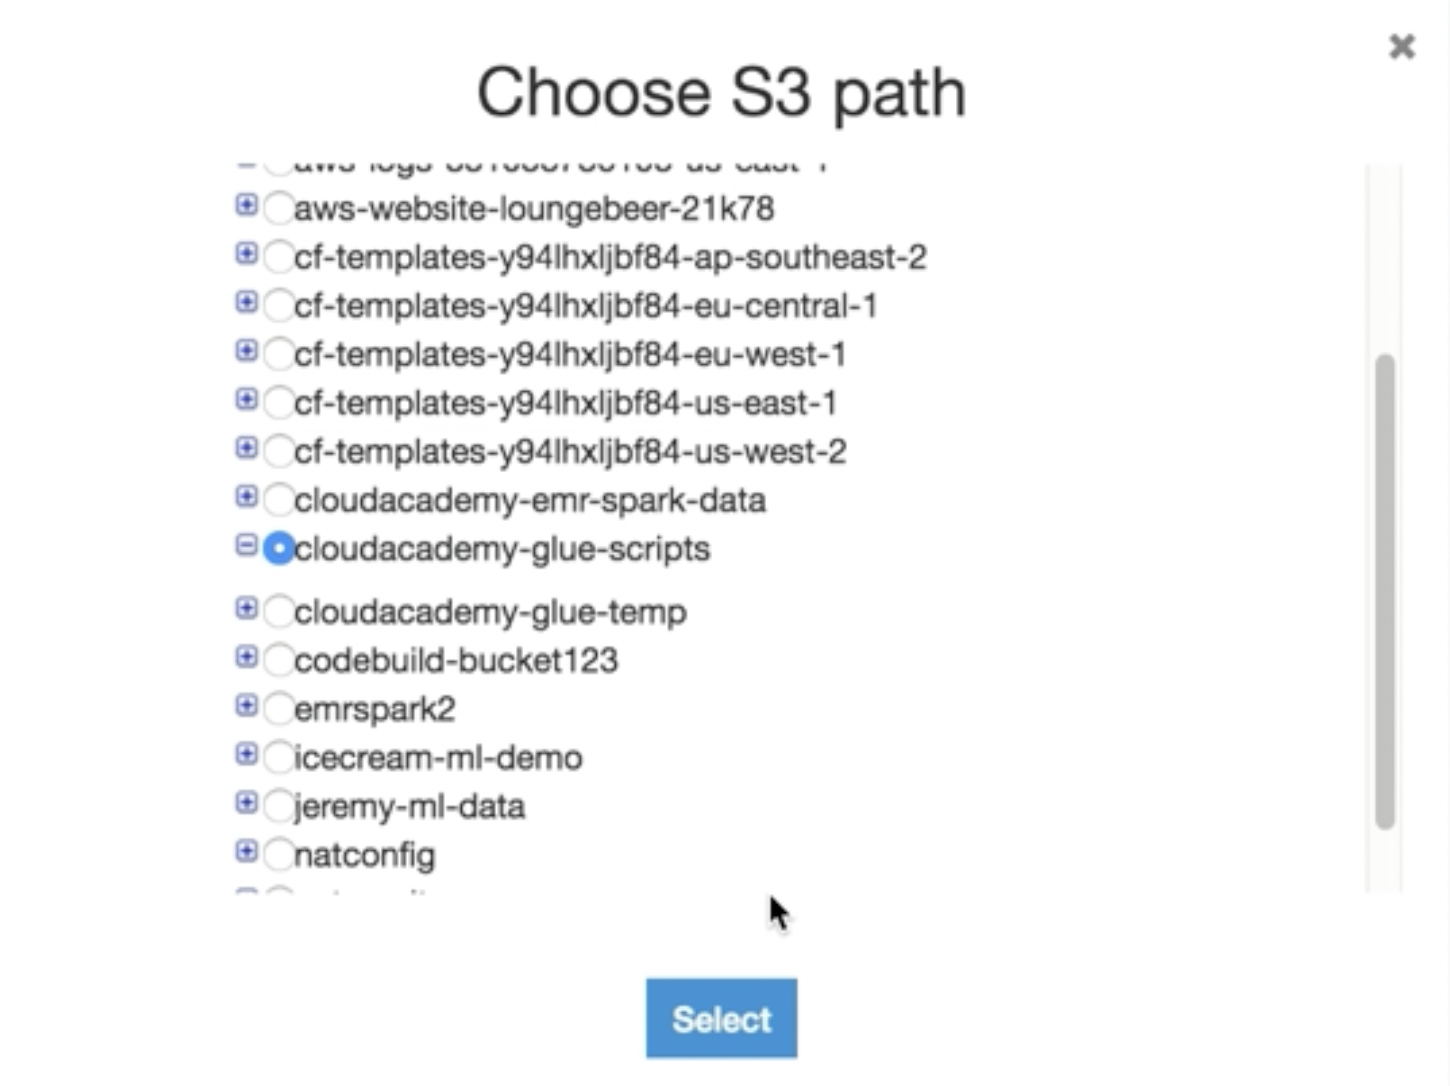 Choose S3 path
aws-website-loungebeer-21k78
cf-templates-y94lhxljbf84-ap-southeast-2
cf-templates-y94lhxljbf84-eu-central-1
cf-templates-y94lhxljbf84-eu-west-1
cf-templates-y94lhxljbf84-us-east-1
cf-templates-y94lhxljbf84-us-west-2
cloudacademy-emr-spark-data
cloudacademy-glue-scripts
cloudacademy-glue-temp
codebuild-bucket123
emrspark2
icecream-ml-demo
jeremy-ml-data
natconfig
Select